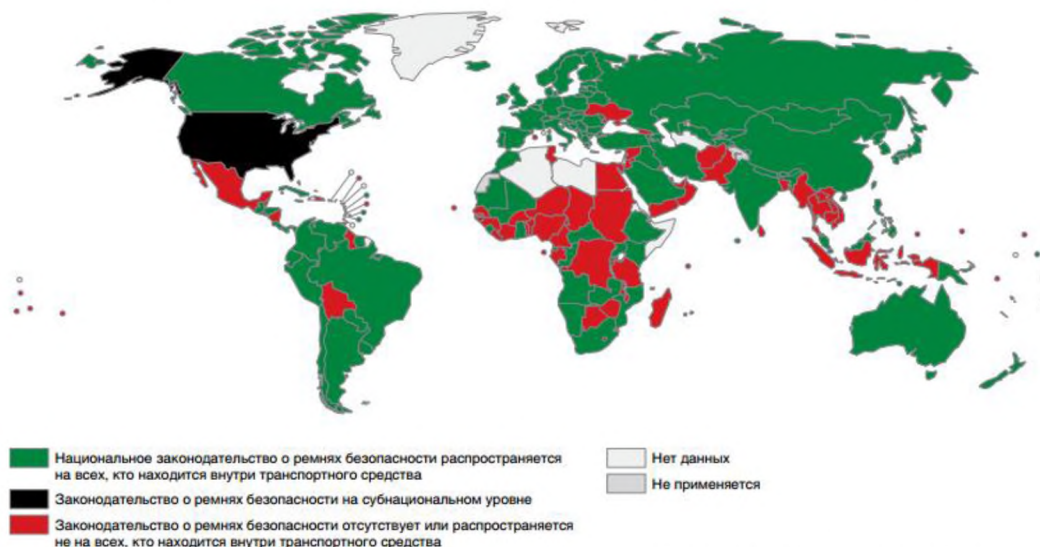 Национальное законодательство о ремнях безопасности распространяется
на всех, кто находится внутри транспортного средства
Законодательство о ремнях безопасности на субнациональном уровне
Законодательство о ремнях безопасности отсутствует или распространяется
не на всех, кто находится внутри транспортного средства
Нет данных
Не применяется